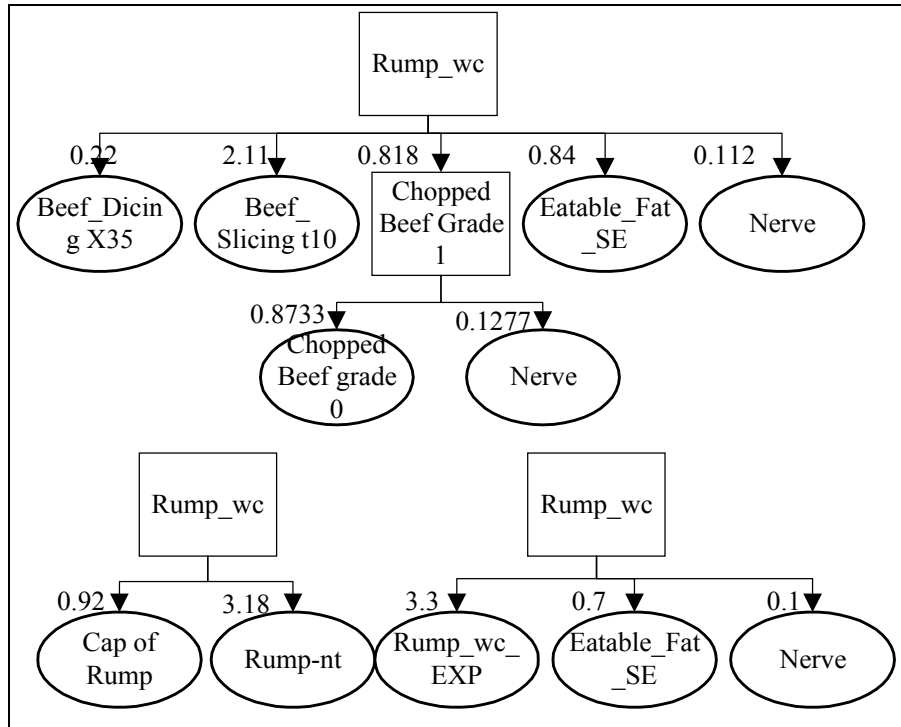 Rump_wc
0.22
2.11
0.818
0.84
0.112
Beef_Dicin
g X35
Beef_
Slicing t10
Chopped
Beef Grade
1
Eatable_Fat
_SE
Nerve
0.8733
0.1277
Chopped
Beef grade
0
Nerve
Rump_wc
0.92
3.18
Cap of
Rump
Rump-nt
Rump_wc
3.3
0.7
0.1
Rump_wc_
EXP
Eatable_Fat
_SE
Nerve